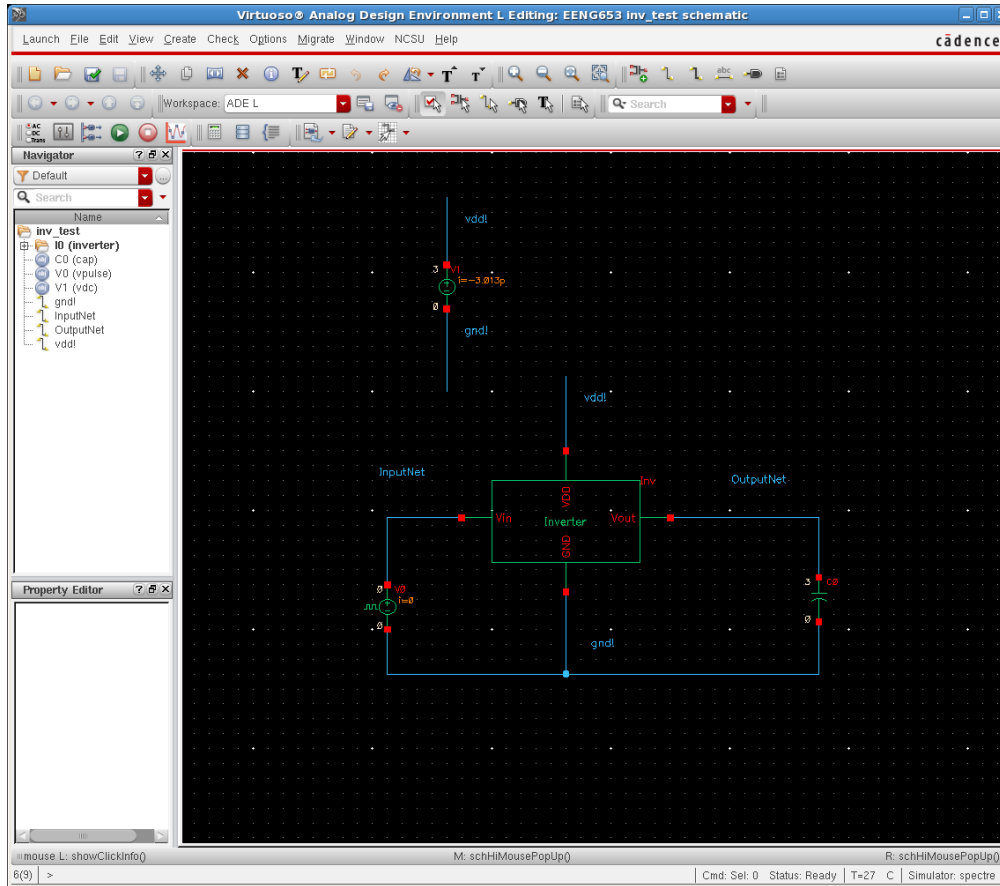 Virtuoso® Analog Design Environment L Editing: EENG653 inv_test schematic
Launch File Edit View Create Check Options Migrate Window NCSU Help
cādence
T T abc
Workspace: ADE L
T
Search
AC
DC
Trans
Navigator
Default
Search
Name
inv_test
I0 (inverter)
C0 (cap)
V0 (vpulse)
V1 (vdc)
gnd!
InputNet
OutputNet
vdd!
Property Editor
vdd!
3 V1
i=-3.013p
0
gnd!
vdd!
InputNet
OutputNet
Inv
VDD
Vin
Inverter
Vout
GND
0 V0
i=0
0
3 C0
0
gnd!
mouse L: showClickInfo() M: schHiMousePopUp() R: schHiMousePopUp()
6(9) > Cmd: Sel: 0 Status: Ready T=27 C Simulator: spectre